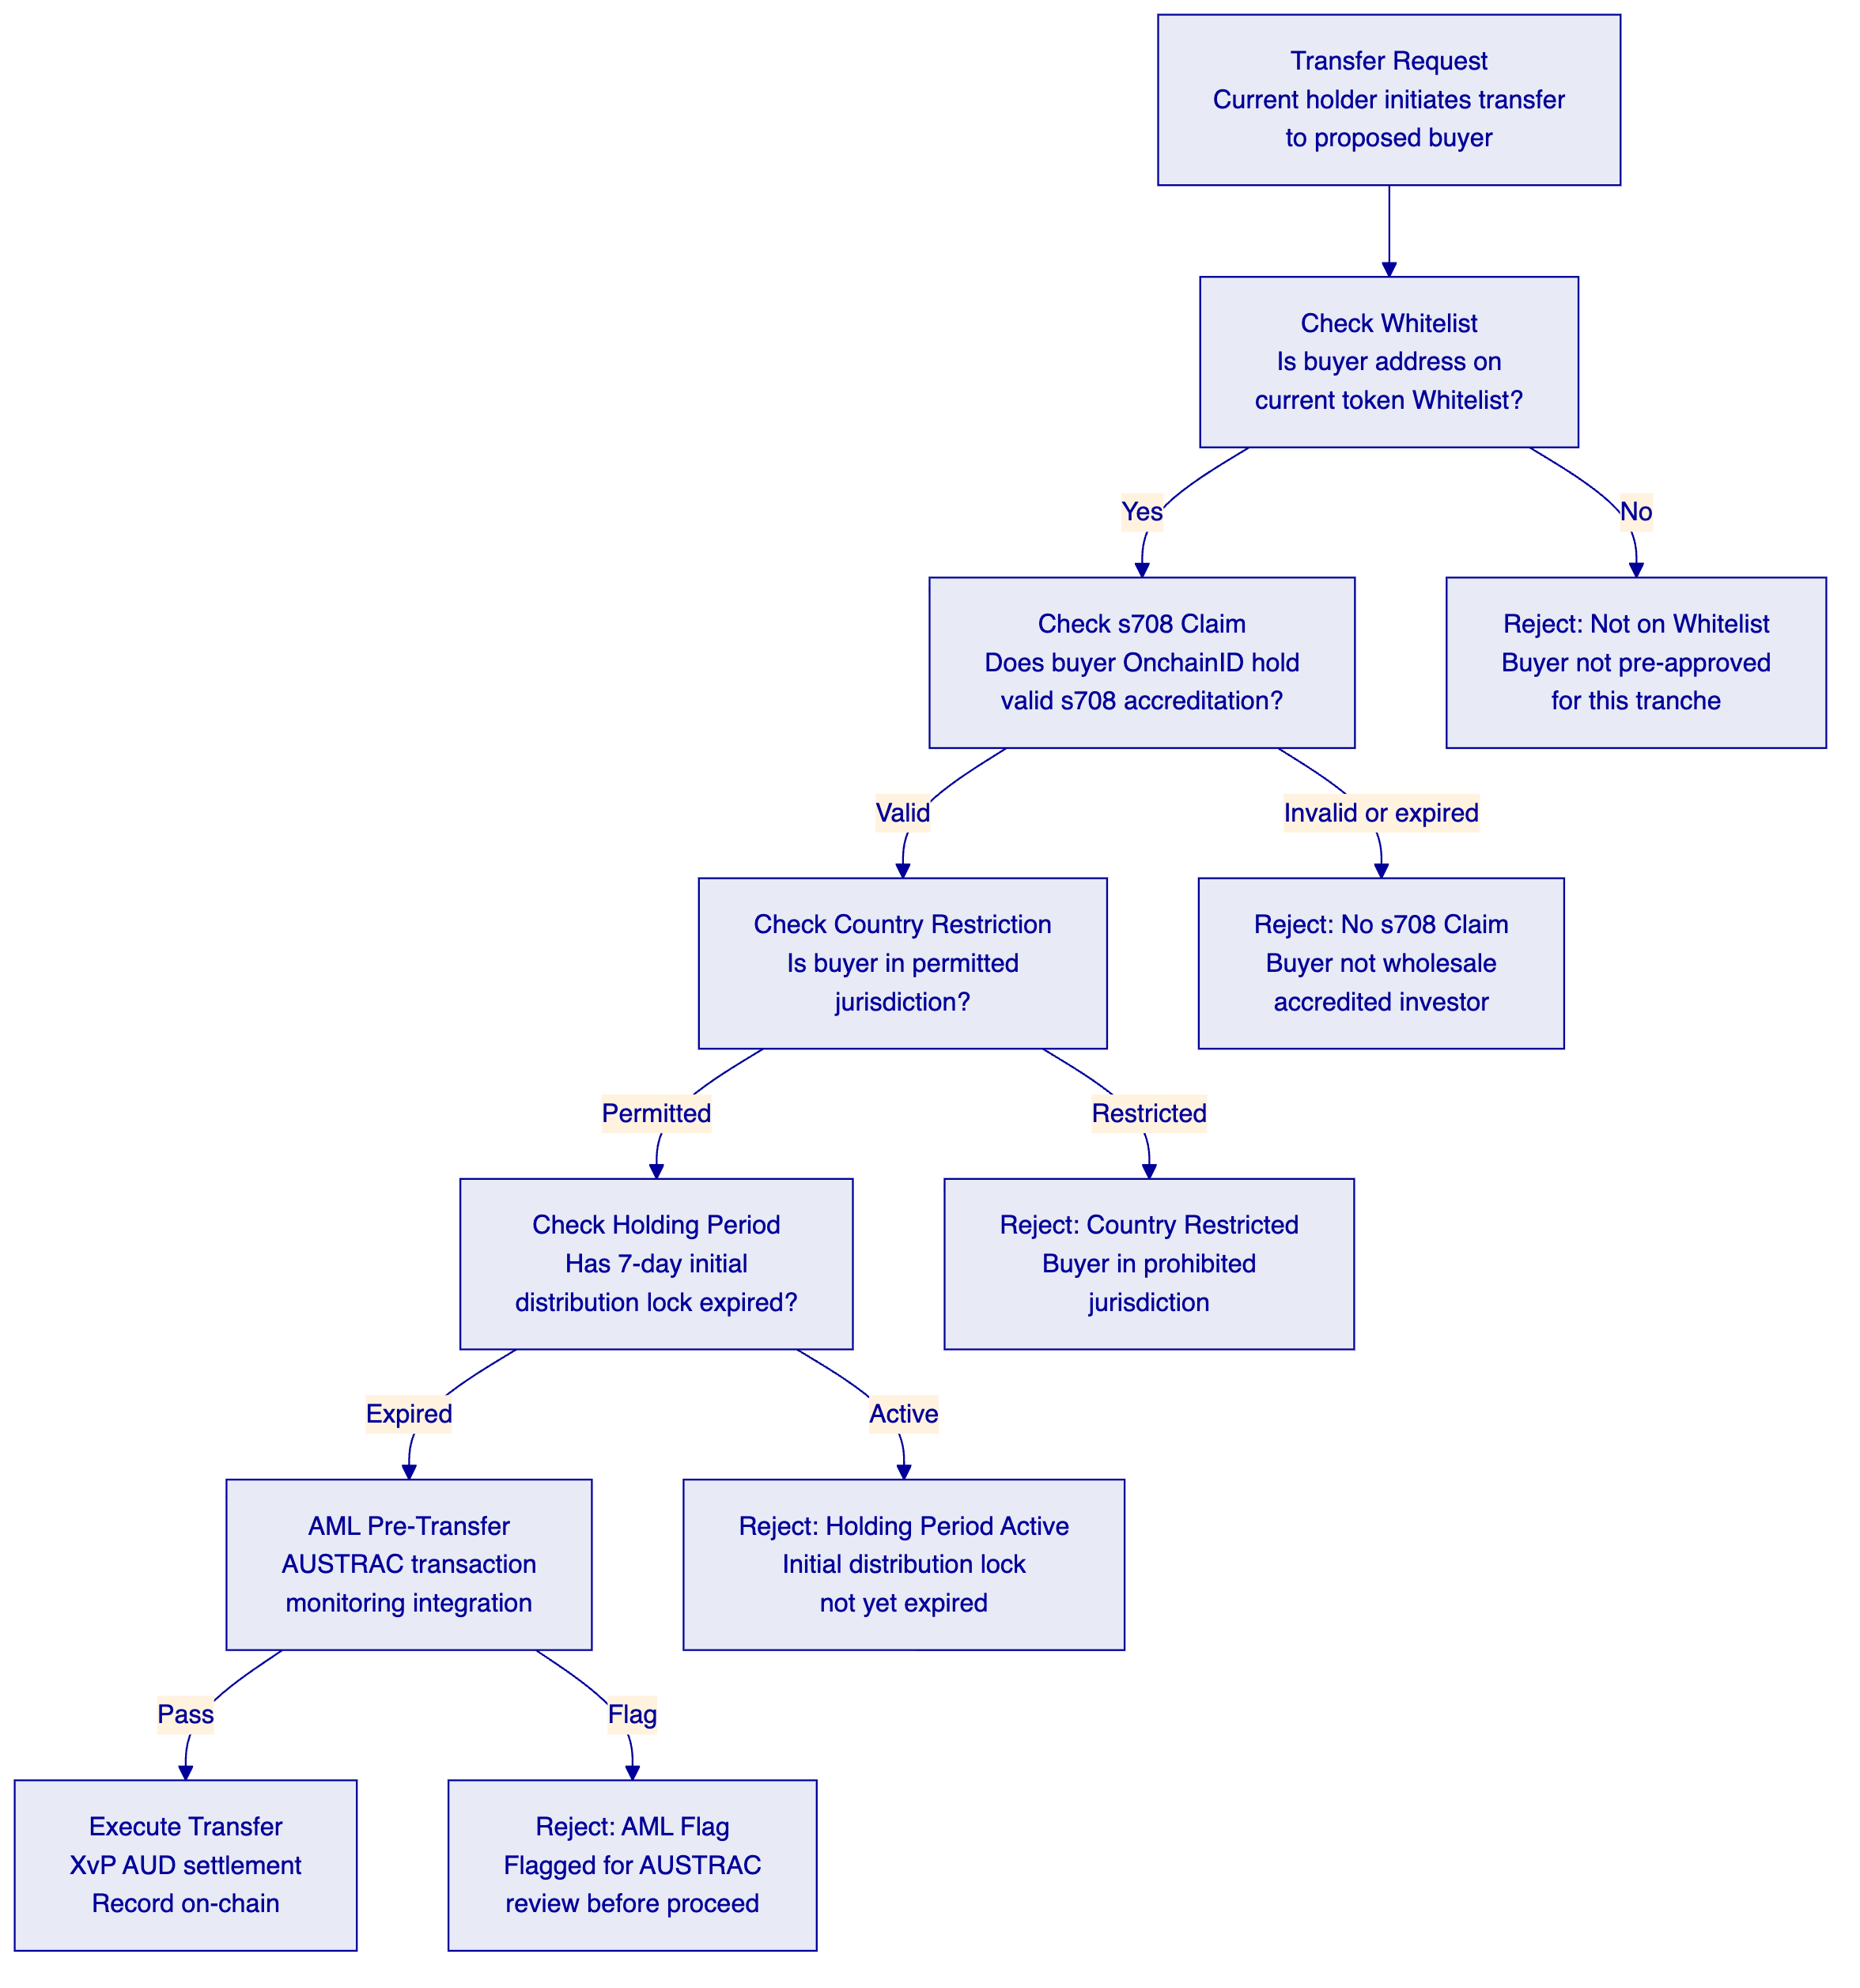 Transfer Request
Current holder initiates transfer
to proposed buyer
Check Whitelist
Is buyer address on
current token Whitelist?
Yes
No
Check s708 Claim
Does buyer OnchainID hold
valid s708 accreditation?
Reject: Not on Whitelist
Buyer not pre-approved
for this tranche
Valid
Invalid or expired
Check Country Restriction
Is buyer in permitted
jurisdiction?
Reject: No s708 Claim
Buyer not wholesale
accredited investor
Permitted
Restricted
Check Holding Period
Has 7-day initial
distribution lock expired?
Reject: Country Restricted
Buyer in prohibited
jurisdiction
Expired
Active
AML Pre-Transfer
AUSTRAC transaction
monitoring integration
Reject: Holding Period Active
Initial distribution lock
not yet expired
Pass
Flag
Execute Transfer
XvP AUD settlement
Record on-chain
Reject: AML Flag
Flagged for AUSTRAC
review before proceed